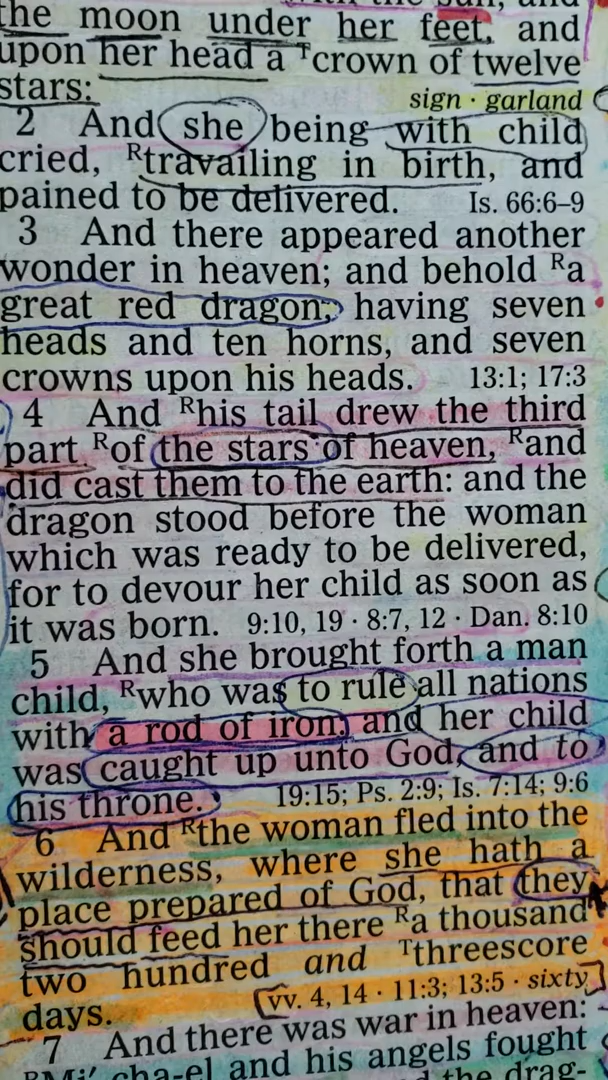 the moon under her feet, and
upon her head a ᵀcrown of twelve
stars:
sign · garland
2 And she being with child
cried, ᴿtravailing in birth, and
pained to be delivered. Is. 66:6–9
3 And there appeared another
wonder in heaven; and behold ᴿa
great red dragon, having seven
heads and ten horns, and seven
crowns upon his heads. 13:1; 17:3
4 And ᴿhis tail drew the third
part ᴿof the stars of heaven, ᴿand
did cast them to the earth: and the
dragon stood before the woman
which was ready to be delivered,
for to devour her child as soon as
it was born. 9:10, 19 · 8:7, 12 · Dan. 8:10
5 And she brought forth a man
child, ᴿwho was to rule all nations
with a rod of iron: and her child
was caught up unto God, and to
his throne. 19:15; Ps. 2:9; Is. 7:14; 9:6
6 And ᴿthe woman fled into the
wilderness, where she hath a
place prepared of God, that they
should feed her there ᴿa thousand
two hundred and ᵀthreescore
days. vv. 4, 14 · 11:3; 13:5 · sixty
7 And there was war in heaven:
ᴿMi′ cha-el and his angels fought
the drag-